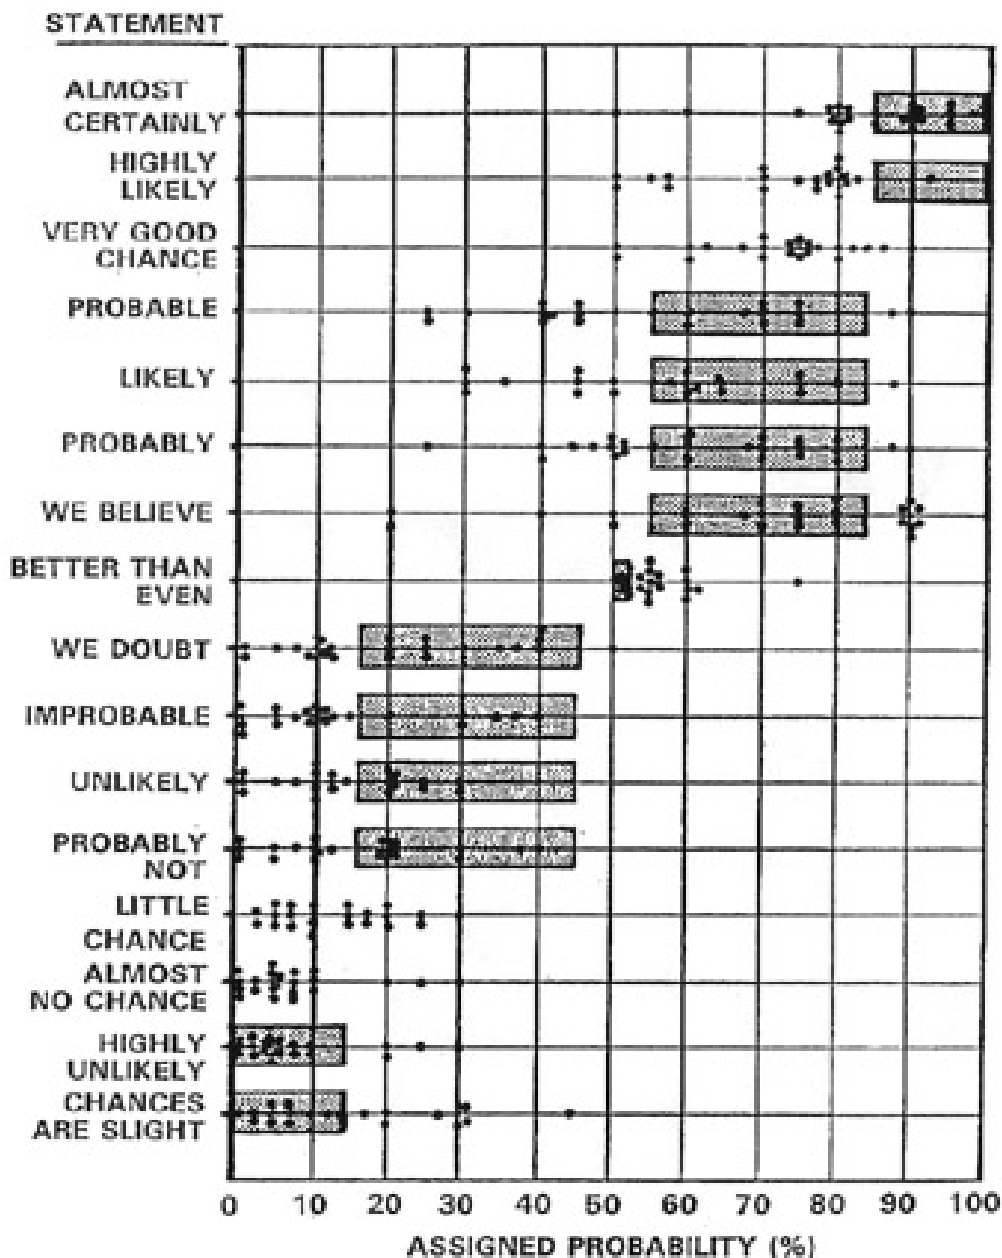 STATEMENT
ALMOST
CERTAINLY
HIGHLY
LIKELY
VERY GOOD
CHANCE
PROBABLE
LIKELY
PROBABLY
WE BELIEVE
BETTER THAN
EVEN
WE DOUBT
IMPROBABLE
UNLIKELY
PROBABLY
NOT
LITTLE
CHANCE
ALMOST
NO CHANCE
HIGHLY
UNLIKELY
CHANCES
ARE SLIGHT
0 10 20 30 40 50 60 70 80 90 100
ASSIGNED PROBABILITY (%)